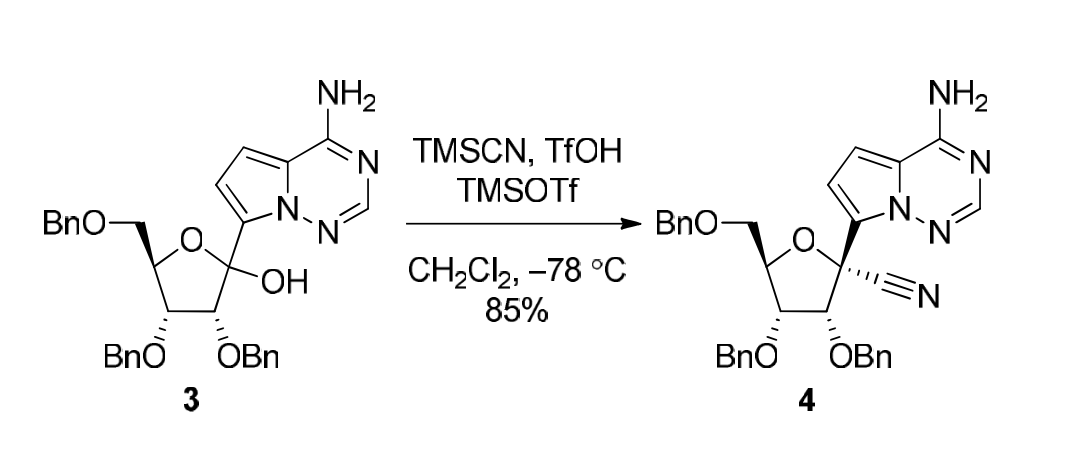 NH2
N
N
N
BnO
O
OH
BnO
OBn
3
TMSCN, TfOH
TMSOTf
CH2Cl2, –78 °C
85%
NH2
N
N
N
BnO
O
N
BnO
OBn
4